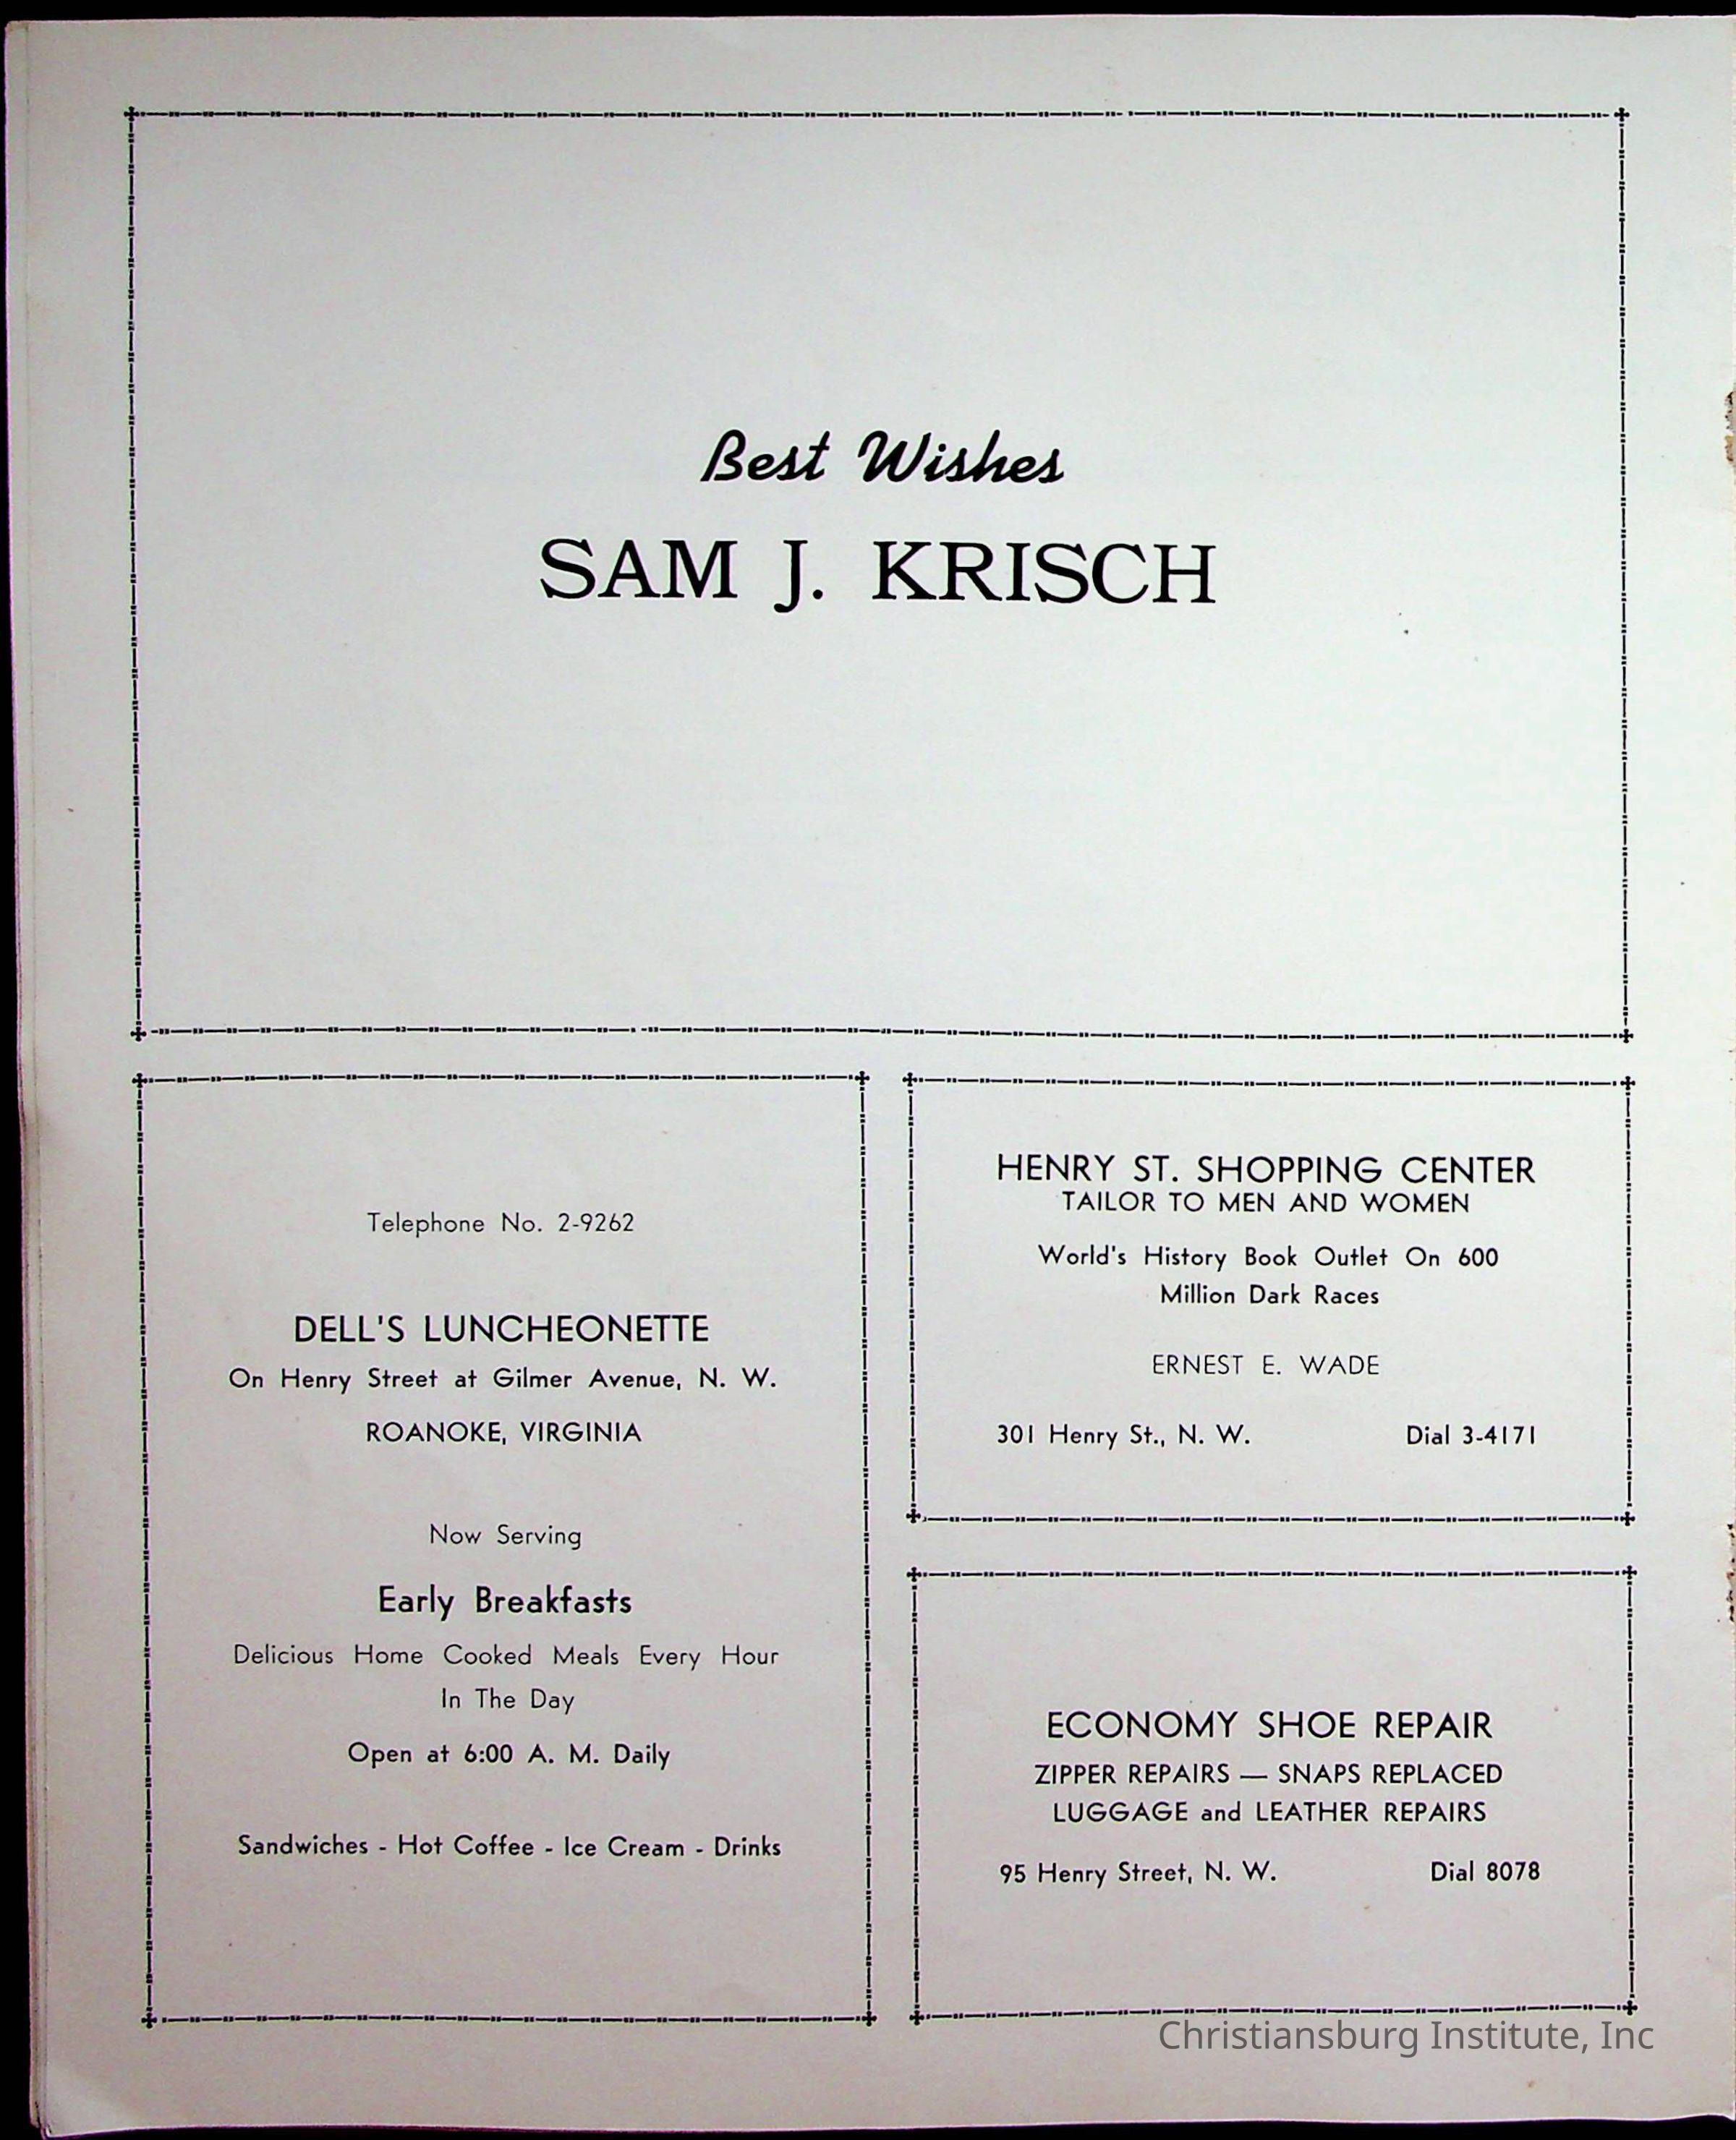 Best Wishes
SAM J. KRISCH
Telephone No. 2-9262
DELL'S LUNCHEONETTE
On Henry Street at Gilmer Avenue, N. W.
ROANOKE, VIRGINIA
Now Serving
Early Breakfasts
Delicious Home Cooked Meals Every Hour
In The Day
Open at 6:00 A. M. Daily
Sandwiches - Hot Coffee - Ice Cream - Drinks
HENRY ST. SHOPPING CENTER
TAILOR TO MEN AND WOMEN
World's History Book Outlet On 600
Million Dark Races
ERNEST E. WADE
301 Henry St., N. W. Dial 3-4171
ECONOMY SHOE REPAIR
ZIPPER REPAIRS — SNAPS REPLACED
LUGGAGE and LEATHER REPAIRS
95 Henry Street, N. W. Dial 8078
Christiansburg Institute, Inc